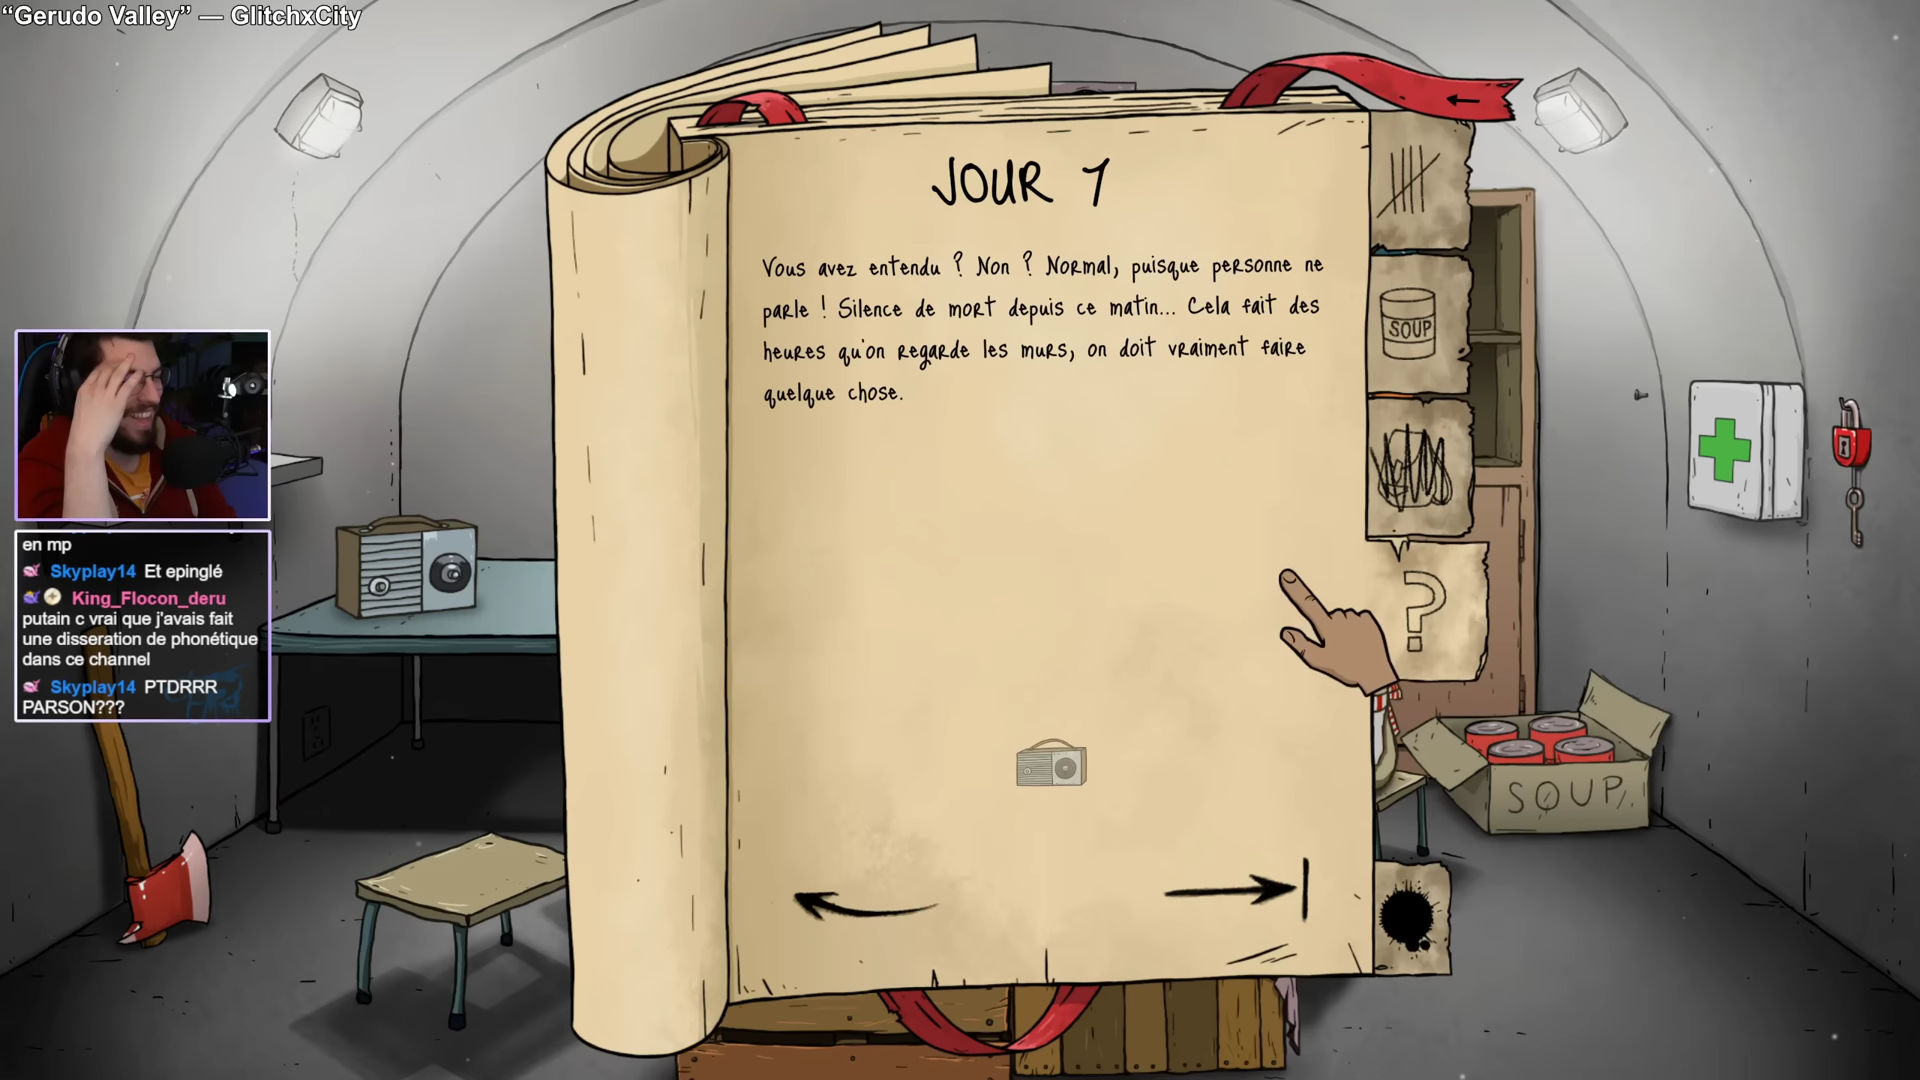 “Gerudo Valley” — GlitchxCity
JOUR 1
Vous avez entendu ? Non ? Normal, puisque personne ne
parle ! Silence de mort depuis ce matin... Cela fait des
heures qu'on regarde les murs, on doit vraiment faire
quelque chose.
SOUP
?
en mp
Skyplay14 Et epinglé
King_Flocon_deru
putain c vrai que j'avais fait
une disseration de phonétique
dans ce channel
Skyplay14 PTDRRR
PARSON???
SOUP